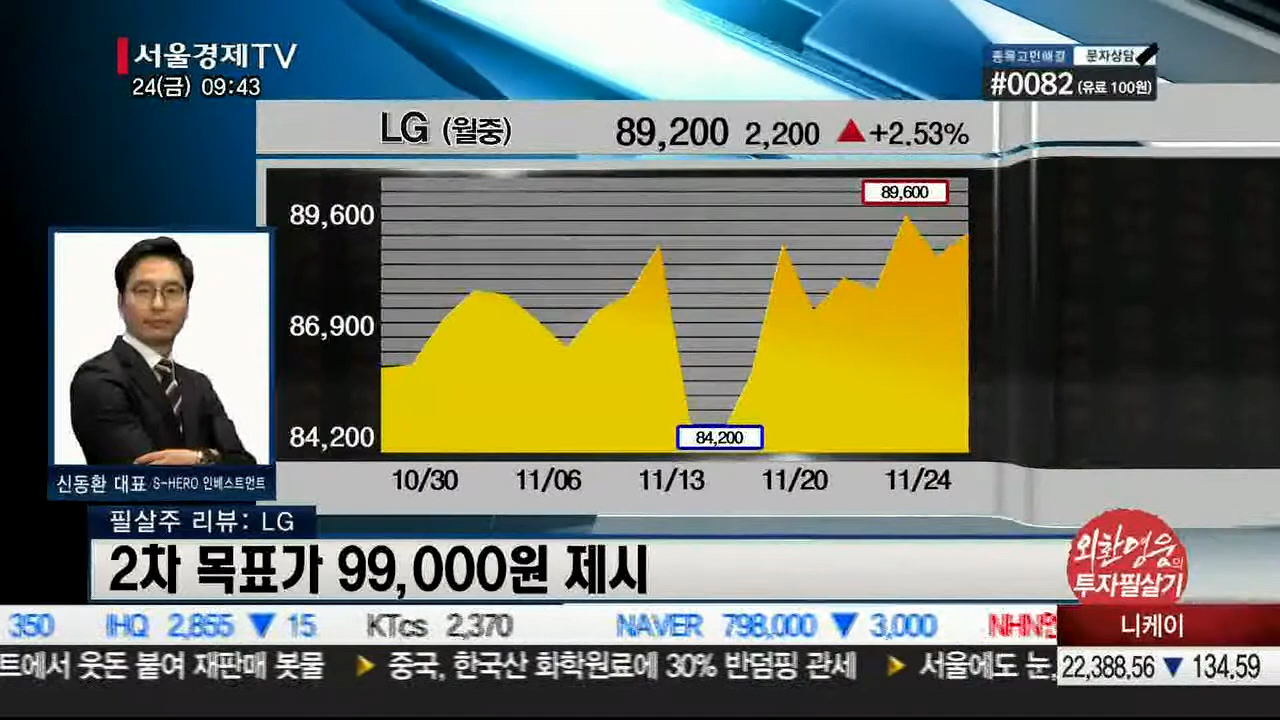 서울경제TV
24(금) 09:43
종목고민해결 문자상담
#0082 (유료 100원)
LG (월중) 89,200 2,200 ▲+2.53%
89,600
89,600
86,900
84,200
84,200
10/30 11/06 11/13 11/20 11/24
신동환 대표 S-HERO 인베스트먼트
필살주 리뷰: LG
2차 목표가 99,000원 제시
외환영웅의
투자필살기
350 IHQ 2,855 ▼ 15 KTcs 2,370 NAVER 798,000 ▼ 3,000
니케이
트에서 웃돈 붙여 재판매 봇물 ▶ 중국, 한국산 화학원료에 30% 반덤핑 관세 ▶ 서울에도 눈,
22,388.56 ▼ 134.59